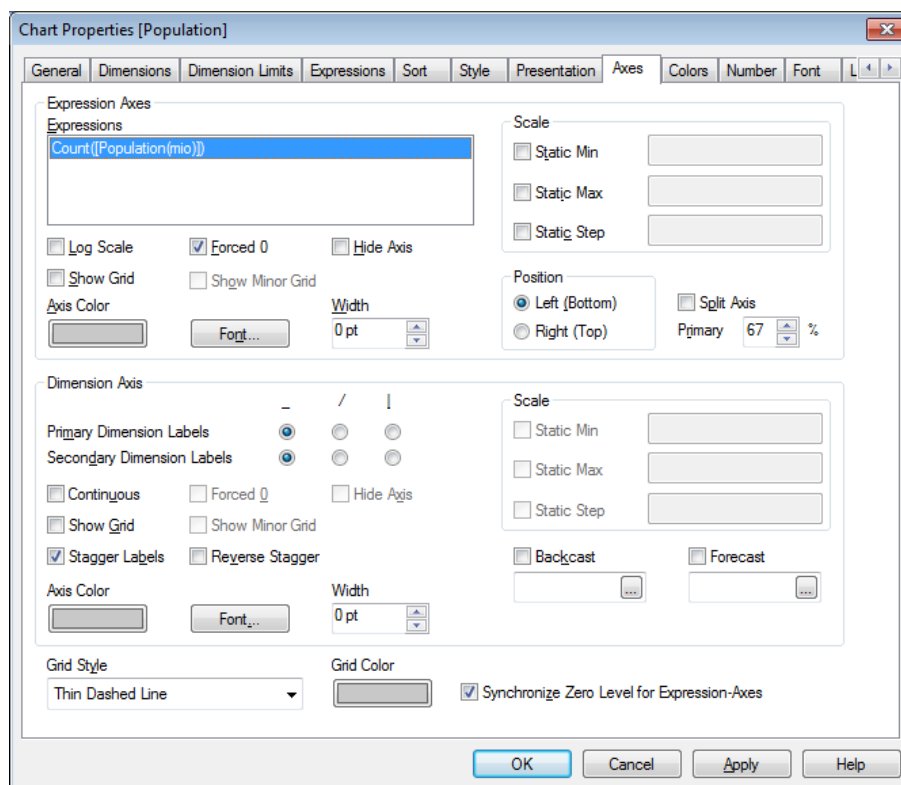 Chart Properties [Population]
General Dimensions Dimension Limits Expressions Sort Style Presentation Axes Colors Number Font L
Expression Axes
Expressions
Count([Population(mio)])
Log Scale Forced 0 Hide Axis
Show Grid Show Minor Grid
Axis Color Width
Font... 0 pt
Scale
Static Min
Static Max
Static Step
Position
Left (Bottom) Split Axis
Right (Top) Primary 67 %
Dimension Axis
_ / |
Primary Dimension Labels
Secondary Dimension Labels
Continuous Forced 0 Hide Axis
Show Grid Show Minor Grid
Stagger Labels Reverse Stagger
Axis Color Width
Font... 0 pt
Scale
Static Min
Static Max
Static Step
Backcast Forecast
... ...
Grid Style Grid Color
Thin Dashed Line Synchronize Zero Level for Expression-Axes
OK Cancel Apply Help